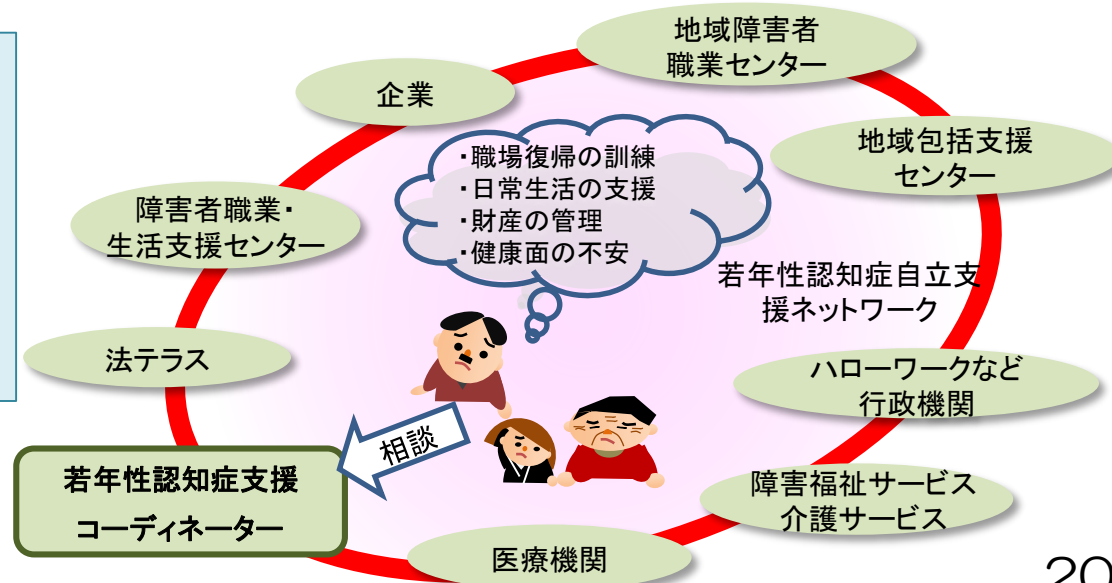 地域障害者
職業センター
企業
地域包括支援
センター
・職場復帰の訓練
・日常生活の支援
・財産の管理
・健康面の不安
障害者職業・
生活支援センター
若年性認知症自立支
援ネットワーク
法テラス
ハローワークなど
行政機関
相談
若年性認知症支援
コーディネーター
障害福祉サービス
介護サービス
医療機関
20